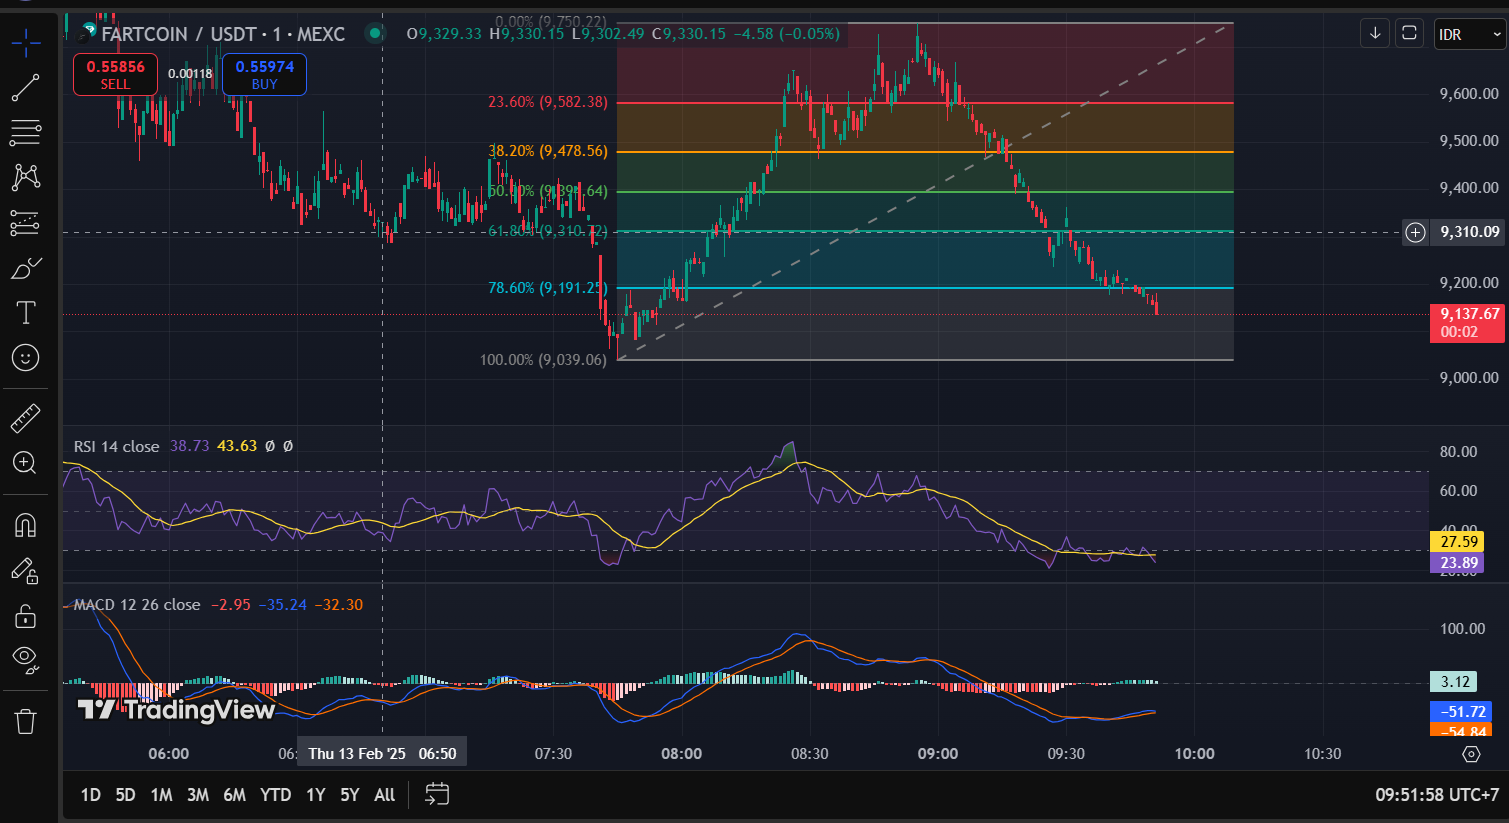 FARTCOIN / USDT · 1 · MEXC O9,329.33 H9,330.15 L9,302.49 C9,330.15 −4.58 (−0.05%)
0.55856
SELL
0.00118
0.55974
BUY
IDR
0.00% (9,750.22)
23.60% (9,582.38)
38.20% (9,478.56)
50.00% (9,394.64)
61.80% (9,310.72)
78.60% (9,191.25)
100.00% (9,039.06)
9,600.00
9,500.00
9,400.00
9,310.09
9,200.00
9,137.67
00:02
9,000.00
RSI 14 close 38.73 43.63 Ø Ø
80.00
60.00
40.00
27.59
23.89
20.00
MACD 12 26 close −2.95 −35.24 −32.30
100.00
3.12
−51.72
−54.84
TradingView
06:00 Thu 13 Feb '25 06:50 07:30 08:00 08:30 09:00 09:30 10:00 10:30
1D 5D 1M 3M 6M YTD 1Y 5Y All
09:51:58 UTC+7